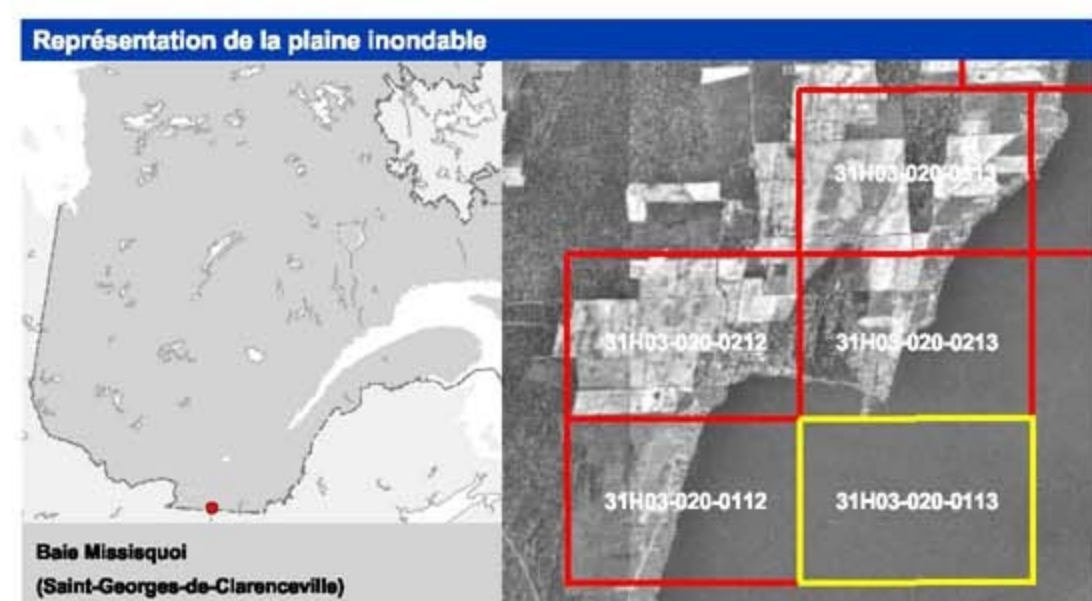 Représentation de la plaine inondable
31H03-020-0313
31H03-020-0212
31H03-020-0213
31H03-020-0112
31H03-020-0113
Baie Missisquoi
(Saint-Georges-de-Clarenceville)